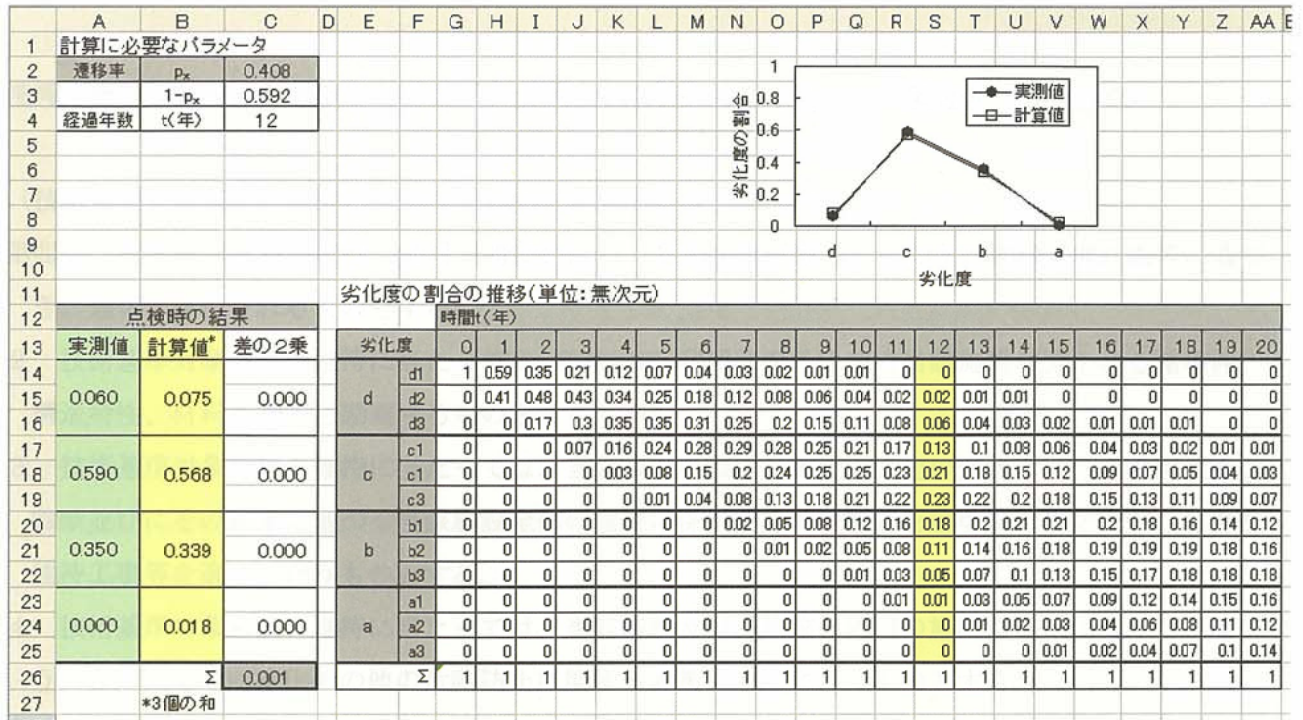 A B C D E F G H I J K L M N O P Q R S T U V W X Y Z AA E
1 計算に必要なパラメータ
2 遷移率 pₓ 0.408
3 1-pₓ 0.592
4 経過年数 t(年) 12
5
6
7
8
9
10
劣化度の割合
1
0.8
0.6
0.4
0.2
0
実測値
計算値
d c b a
劣化度
11 劣化度の割合の推移(単位:無次元)
12 点検時の結果 時間t(年)
13 実測値 計算値* 差の2乗 劣化度 0 1 2 3 4 5 6 7 8 9 10 11 12 13 14 15 16 17 18 19 20
14 d1 1 0.59 0.35 0.21 0.12 0.07 0.04 0.03 0.02 0.01 0.01 0 0 0 0 0 0 0 0 0 0
15 0.060 0.075 0.000 d d2 0 0.41 0.48 0.43 0.34 0.25 0.18 0.12 0.08 0.06 0.04 0.02 0.02 0.01 0.01 0 0 0 0 0 0
16 d3 0 0 0.17 0.3 0.35 0.35 0.31 0.25 0.2 0.15 0.11 0.08 0.06 0.04 0.03 0.02 0.01 0.01 0.01 0 0
17 c1 0 0 0 0.07 0.16 0.24 0.28 0.29 0.28 0.25 0.21 0.17 0.13 0.1 0.08 0.06 0.04 0.03 0.02 0.01 0.01
18 0.590 0.568 0.000 c c1 0 0 0 0 0.03 0.08 0.15 0.2 0.24 0.25 0.25 0.23 0.21 0.18 0.15 0.12 0.09 0.07 0.05 0.04 0.03
19 c3 0 0 0 0 0 0.01 0.04 0.08 0.13 0.18 0.21 0.22 0.23 0.22 0.2 0.18 0.15 0.13 0.11 0.09 0.07
20 b1 0 0 0 0 0 0 0 0.02 0.05 0.08 0.12 0.16 0.18 0.2 0.21 0.21 0.2 0.18 0.16 0.14 0.12
21 0.350 0.339 0.000 b b2 0 0 0 0 0 0 0 0 0.01 0.02 0.05 0.08 0.11 0.14 0.16 0.18 0.19 0.19 0.19 0.18 0.16
22 b3 0 0 0 0 0 0 0 0 0 0 0.01 0.03 0.05 0.07 0.1 0.13 0.15 0.17 0.18 0.18 0.18
23 a1 0 0 0 0 0 0 0 0 0 0 0 0.01 0.01 0.03 0.05 0.07 0.09 0.12 0.14 0.15 0.16
24 0.000 0.018 0.000 a a2 0 0 0 0 0 0 0 0 0 0 0 0 0 0.01 0.02 0.03 0.04 0.06 0.08 0.11 0.12
25 a3 0 0 0 0 0 0 0 0 0 0 0 0 0 0 0 0.01 0.02 0.04 0.07 0.1 0.14
26 Σ 0.001 Σ 1 1 1 1 1 1 1 1 1 1 1 1 1 1 1 1 1 1 1 1 1
27 *3個の和